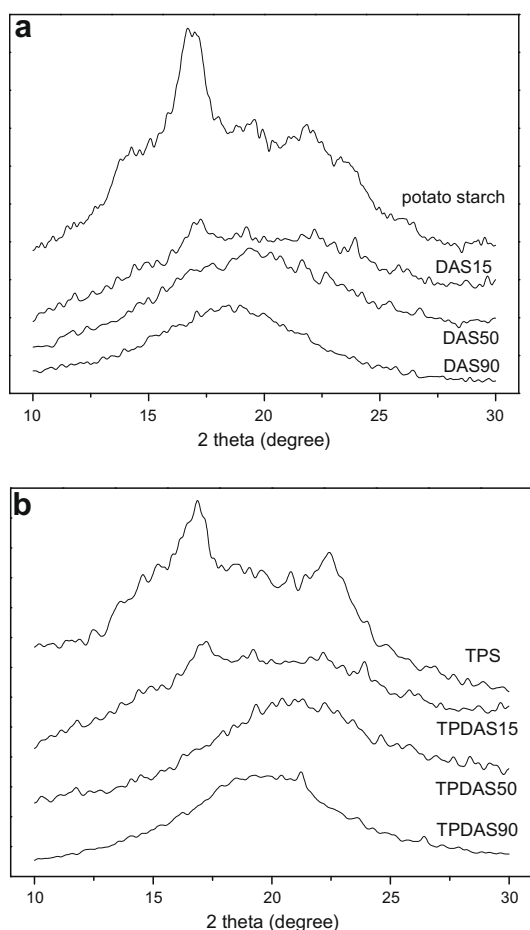 a
potato starch
DAS15
DAS50
DAS90
10 15 20 25 30
2 theta (degree)
b
TPS
TPDAS15
TPDAS50
TPDAS90
10 15 20 25 30
2 theta (degree)